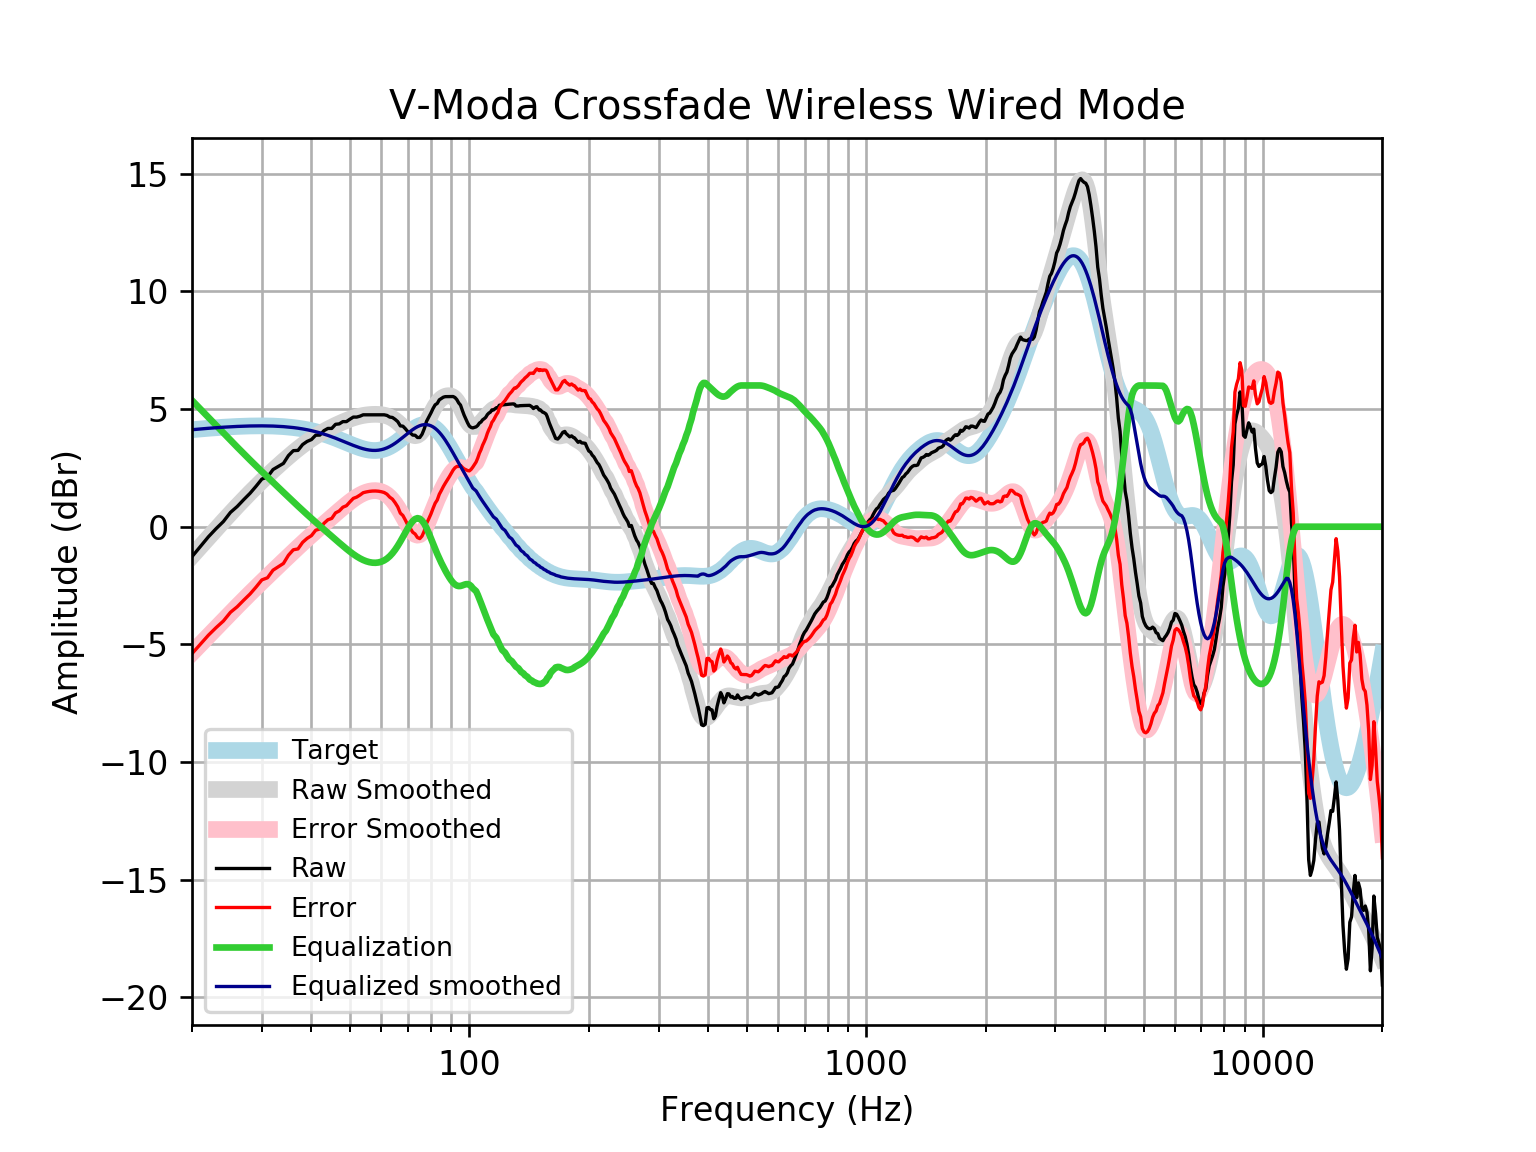 V-Moda Crossfade Wireless Wired Mode
15
10
5
0
−5
−10
−15
−20
Amplitude (dBr)
Target
Raw Smoothed
Error Smoothed
Raw
Error
Equalization
Equalized smoothed
100
1000
10000
Frequency (Hz)